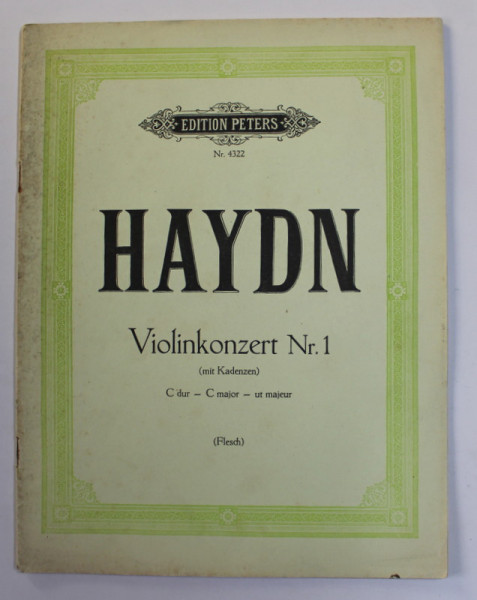 EDITION PETERS
Nr. 4322
HAYDN
Violinkonzert Nr. 1
(mit Kadenzen)
C dur – C major – ut majeur
(Flesch)